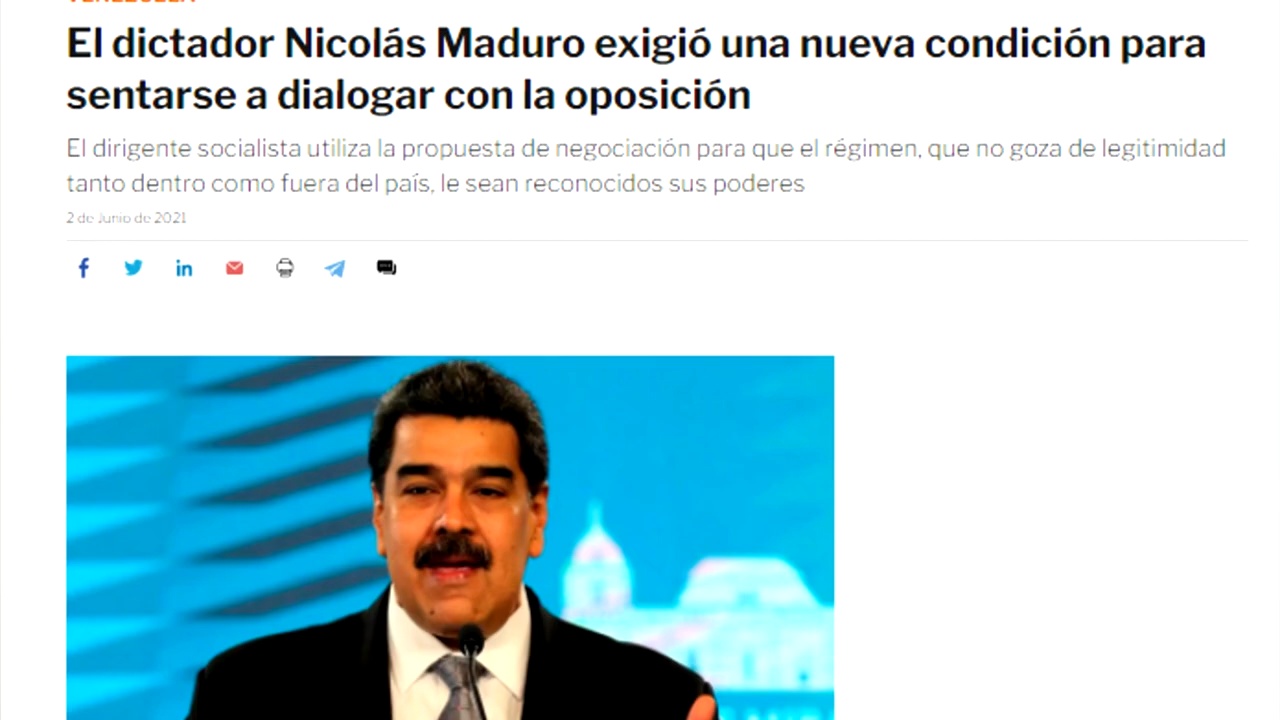 El dictador Nicolás Maduro exigió una nueva condición para
sentarse a dialogar con la oposición
El dirigente socialista utiliza la propuesta de negociación para que el régimen, que no goza de legitimidad
tanto dentro como fuera del país, le sean reconocidos sus poderes
2 de Junio de 2021